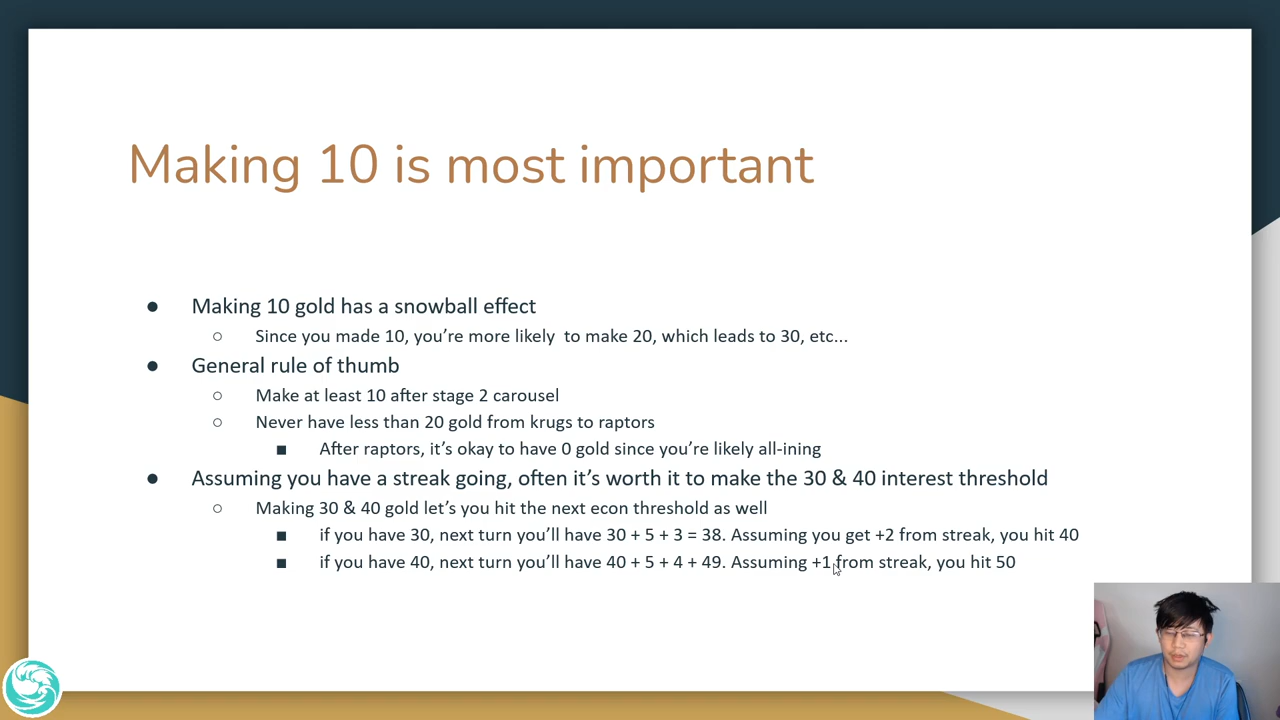 Making 10 is most important
● Making 10 gold has a snowball effect
○ Since you made 10, you're more likely  to make 20, which leads to 30, etc...
● General rule of thumb
○ Make at least 10 after stage 2 carousel
○ Never have less than 20 gold from krugs to raptors
■ After raptors, it's okay to have 0 gold since you're likely all-ining
● Assuming you have a streak going, often it's worth it to make the 30 & 40 interest threshold
○ Making 30 & 40 gold let's you hit the next econ threshold as well
■ if you have 30, next turn you'll have 30 + 5 + 3 = 38. Assuming you get +2 from streak, you hit 40
■ if you have 40, next turn you'll have 40 + 5 + 4 + 49. Assuming +1 from streak, you hit 50